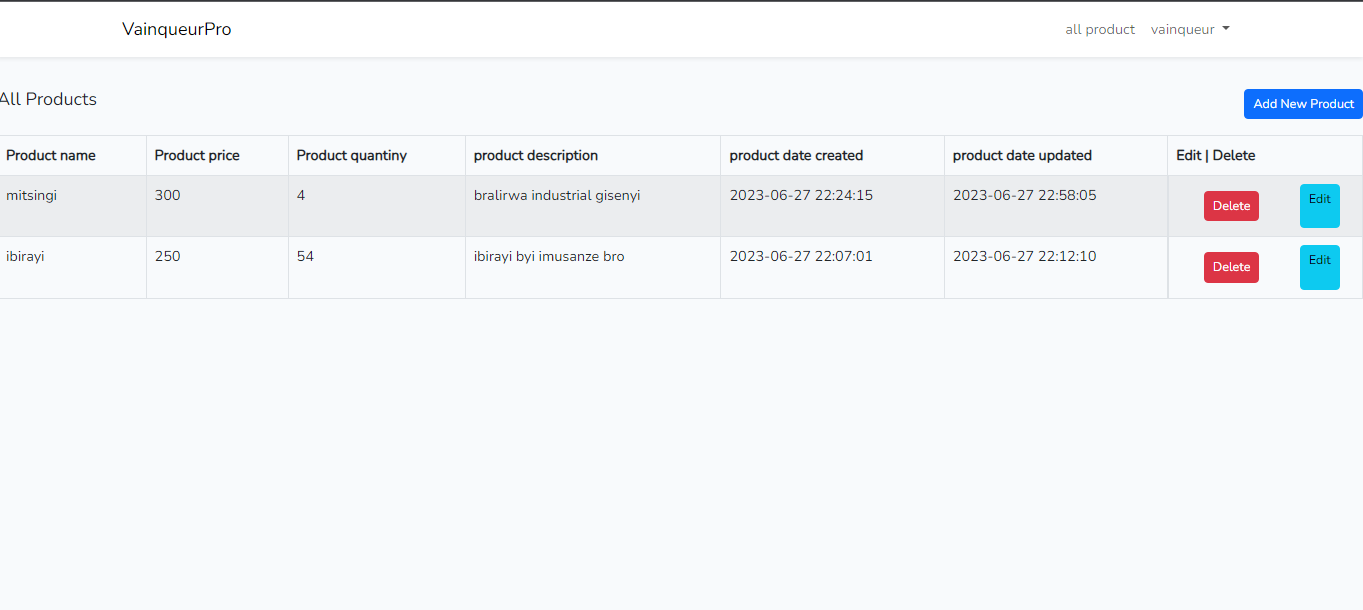 VainqueurPro all product vainqueur
All Products
Add New Product
Product name Product price Product quantiny product description product date created product date updated Edit | Delete
mitsingi 300 4 bralirwa industrial gisenyi 2023-06-27 22:24:15 2023-06-27 22:58:05 Delete Edit
ibirayi 250 54 ibirayi byi imusanze bro 2023-06-27 22:07:01 2023-06-27 22:12:10 Delete Edit